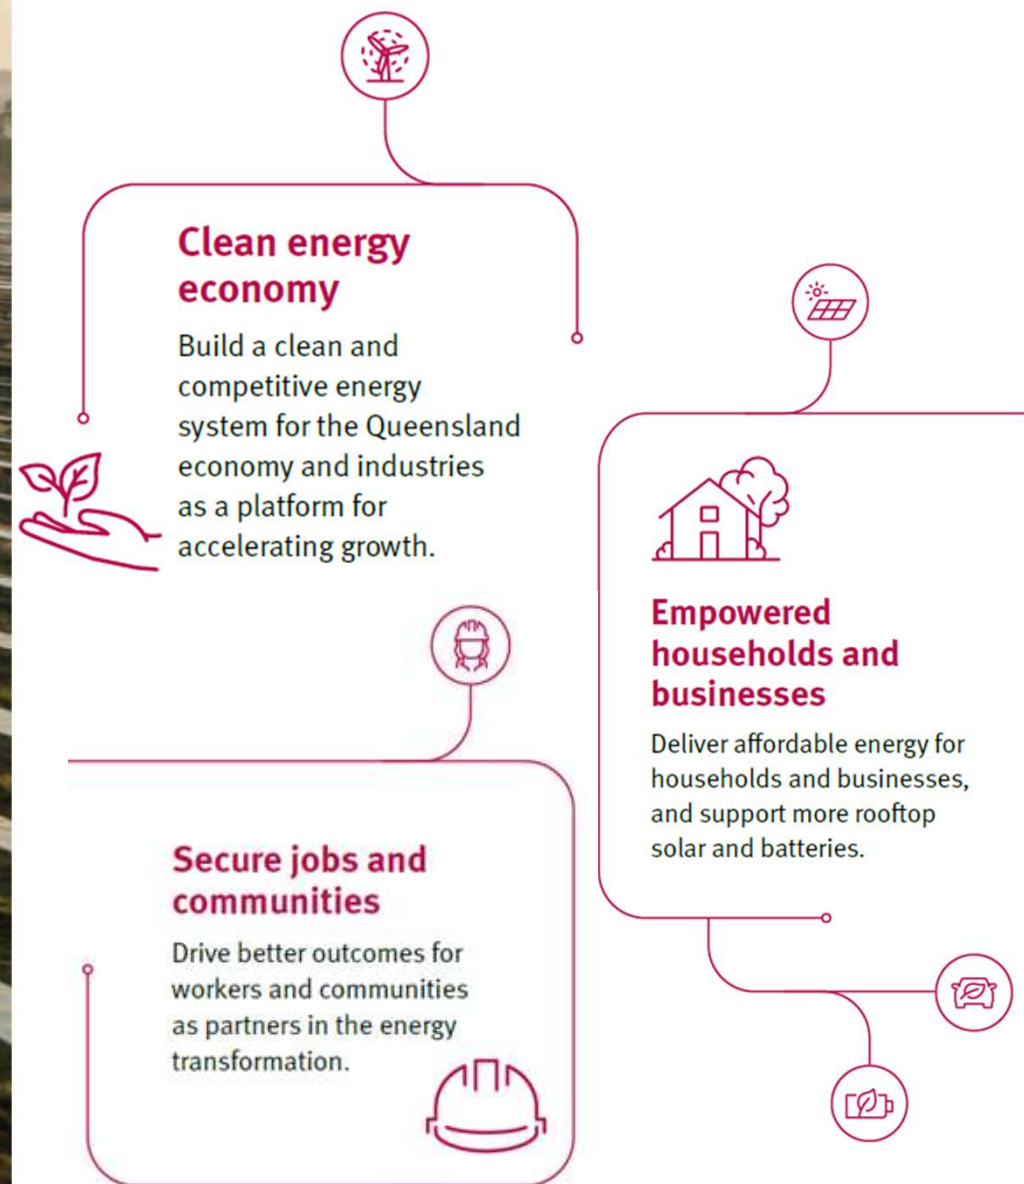 Clean energy
economy
Build a clean and
competitive energy
system for the Queensland
economy and industries
as a platform for
accelerating growth.
Empowered
households and
businesses
Deliver affordable energy for
households and businesses,
and support more rooftop
solar and batteries.
Secure jobs and
communities
Drive better outcomes for
workers and communities
as partners in the energy
transformation.